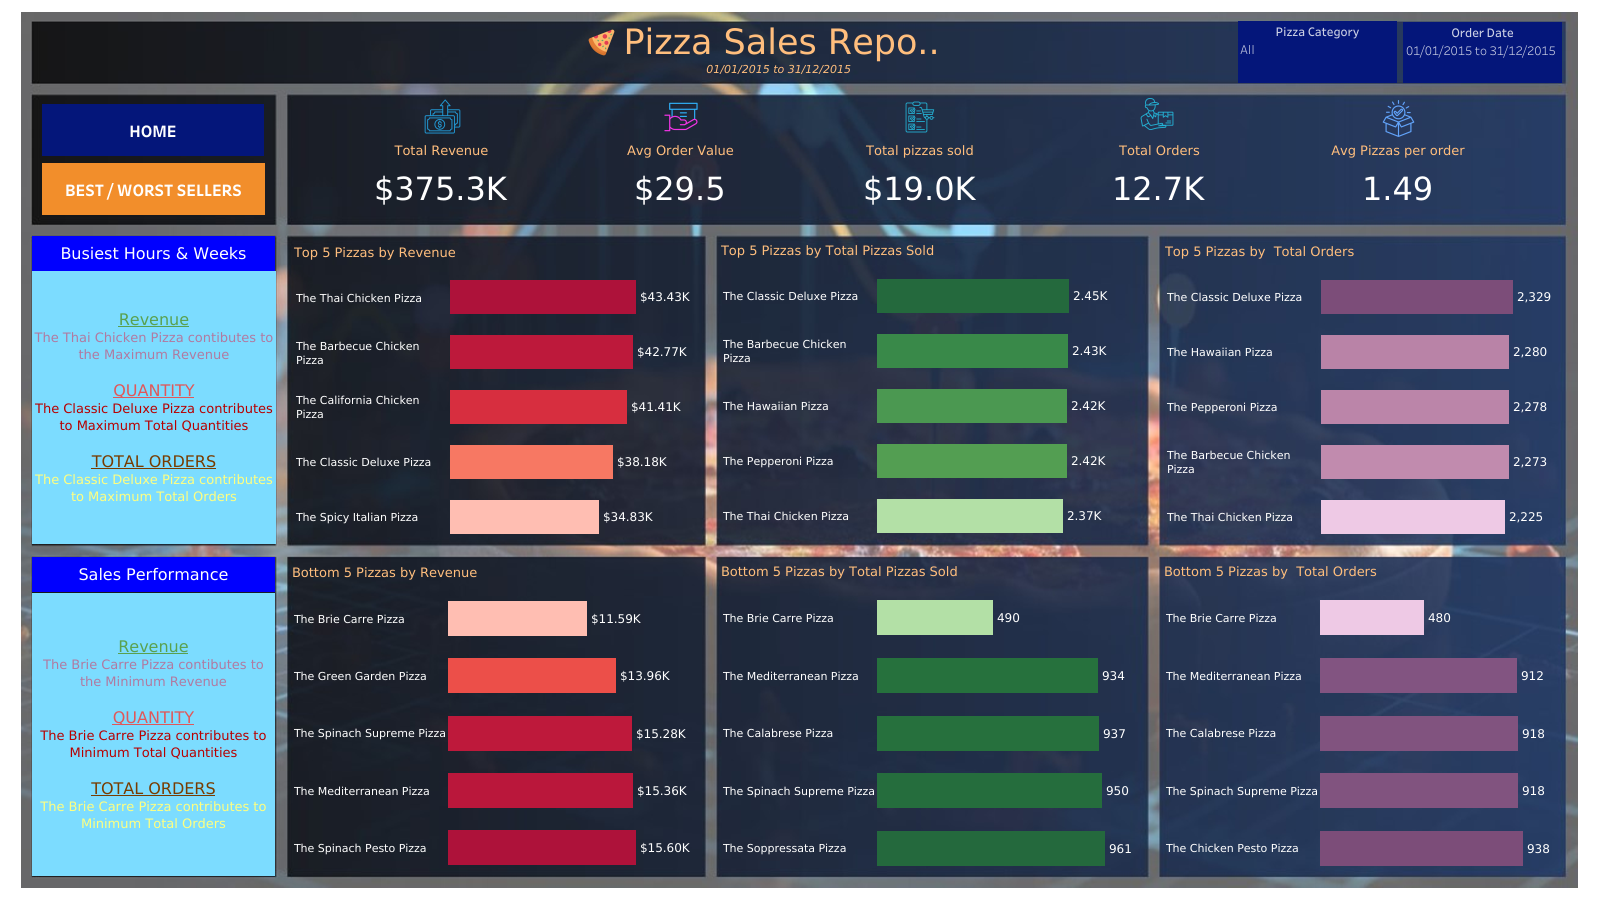 Pizza Sales Repo..
01/01/2015 to 31/12/2015
Pizza Category
All
Order Date
01/01/2015 to 31/12/2015
HOME
BEST / WORST SELLERS
Total Revenue
$375.3K
Avg Order Value
$29.5
Total pizzas sold
$19.0K
Total Orders
12.7K
Avg Pizzas per order
1.49
Busiest Hours & Weeks
Revenue
The Thai Chicken Pizza contibutes to
the Maximum Revenue
QUANTITY
The Classic Deluxe Pizza contributes
to Maximum Total Quantities
TOTAL ORDERS
The Classic Deluxe Pizza contributes
to Maximum Total Orders
Top 5 Pizzas by Revenue
The Thai Chicken Pizza $43.43K
The Barbecue Chicken
Pizza $42.77K
The California Chicken
Pizza $41.41K
The Classic Deluxe Pizza $38.18K
The Spicy Italian Pizza $34.83K
Top 5 Pizzas by Total Pizzas Sold
The Classic Deluxe Pizza 2.45K
The Barbecue Chicken
Pizza 2.43K
The Hawaiian Pizza 2.42K
The Pepperoni Pizza 2.42K
The Thai Chicken Pizza 2.37K
Top 5 Pizzas by  Total Orders
The Classic Deluxe Pizza 2,329
The Hawaiian Pizza 2,280
The Pepperoni Pizza 2,278
The Barbecue Chicken
Pizza 2,273
The Thai Chicken Pizza 2,225
Sales Performance
Revenue
The Brie Carre Pizza contibutes to
the Minimum Revenue
QUANTITY
The Brie Carre Pizza contributes to
Minimum Total Quantities
TOTAL ORDERS
The Brie Carre Pizza contributes to
Minimum Total Orders
Bottom 5 Pizzas by Revenue
The Brie Carre Pizza $11.59K
The Green Garden Pizza $13.96K
The Spinach Supreme Pizza $15.28K
The Mediterranean Pizza $15.36K
The Spinach Pesto Pizza $15.60K
Bottom 5 Pizzas by Total Pizzas Sold
The Brie Carre Pizza 490
The Mediterranean Pizza 934
The Calabrese Pizza 937
The Spinach Supreme Pizza 950
The Soppressata Pizza 961
Bottom 5 Pizzas by  Total Orders
The Brie Carre Pizza 480
The Mediterranean Pizza 912
The Calabrese Pizza 918
The Spinach Supreme Pizza 918
The Chicken Pesto Pizza 938